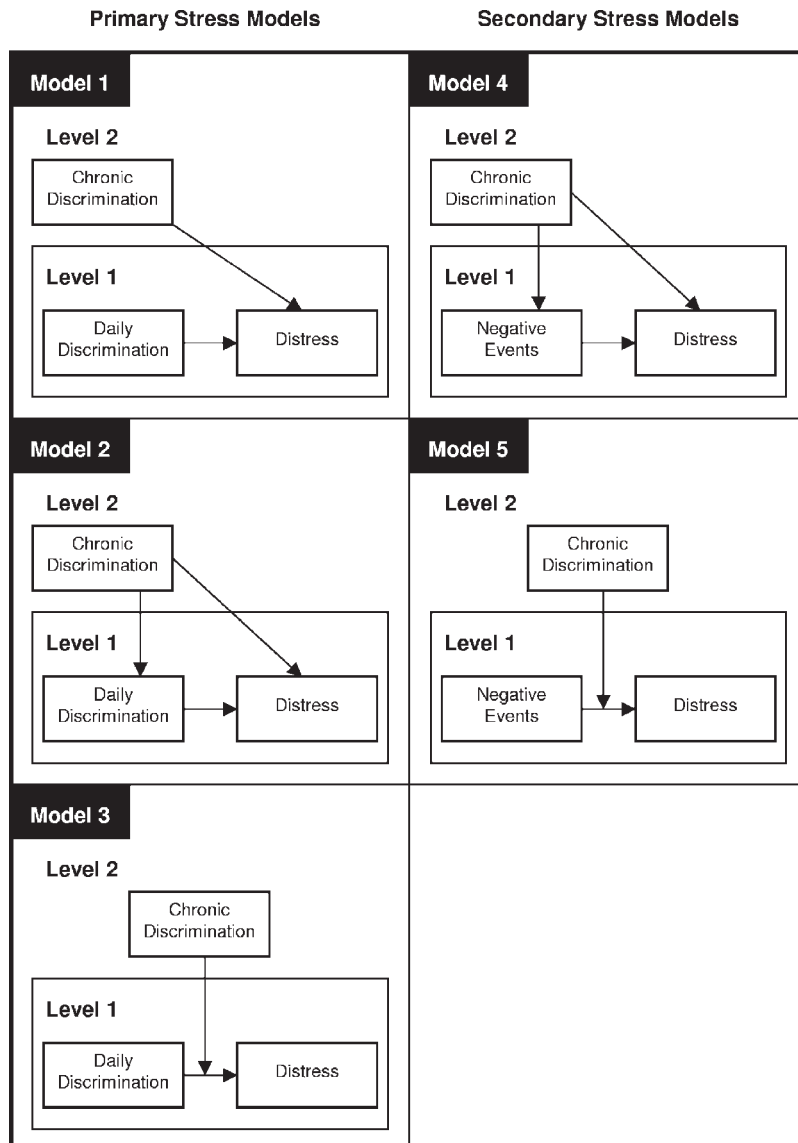 Primary Stress Models
Secondary Stress Models
Model 1
Level 2
Chronic
Discrimination
Level 1
Daily
Discrimination
Distress
Model 4
Level 2
Chronic
Discrimination
Level 1
Negative
Events
Distress
Model 2
Level 2
Chronic
Discrimination
Level 1
Daily
Discrimination
Distress
Model 5
Level 2
Chronic
Discrimination
Level 1
Negative
Events
Distress
Model 3
Level 2
Chronic
Discrimination
Level 1
Daily
Discrimination
Distress